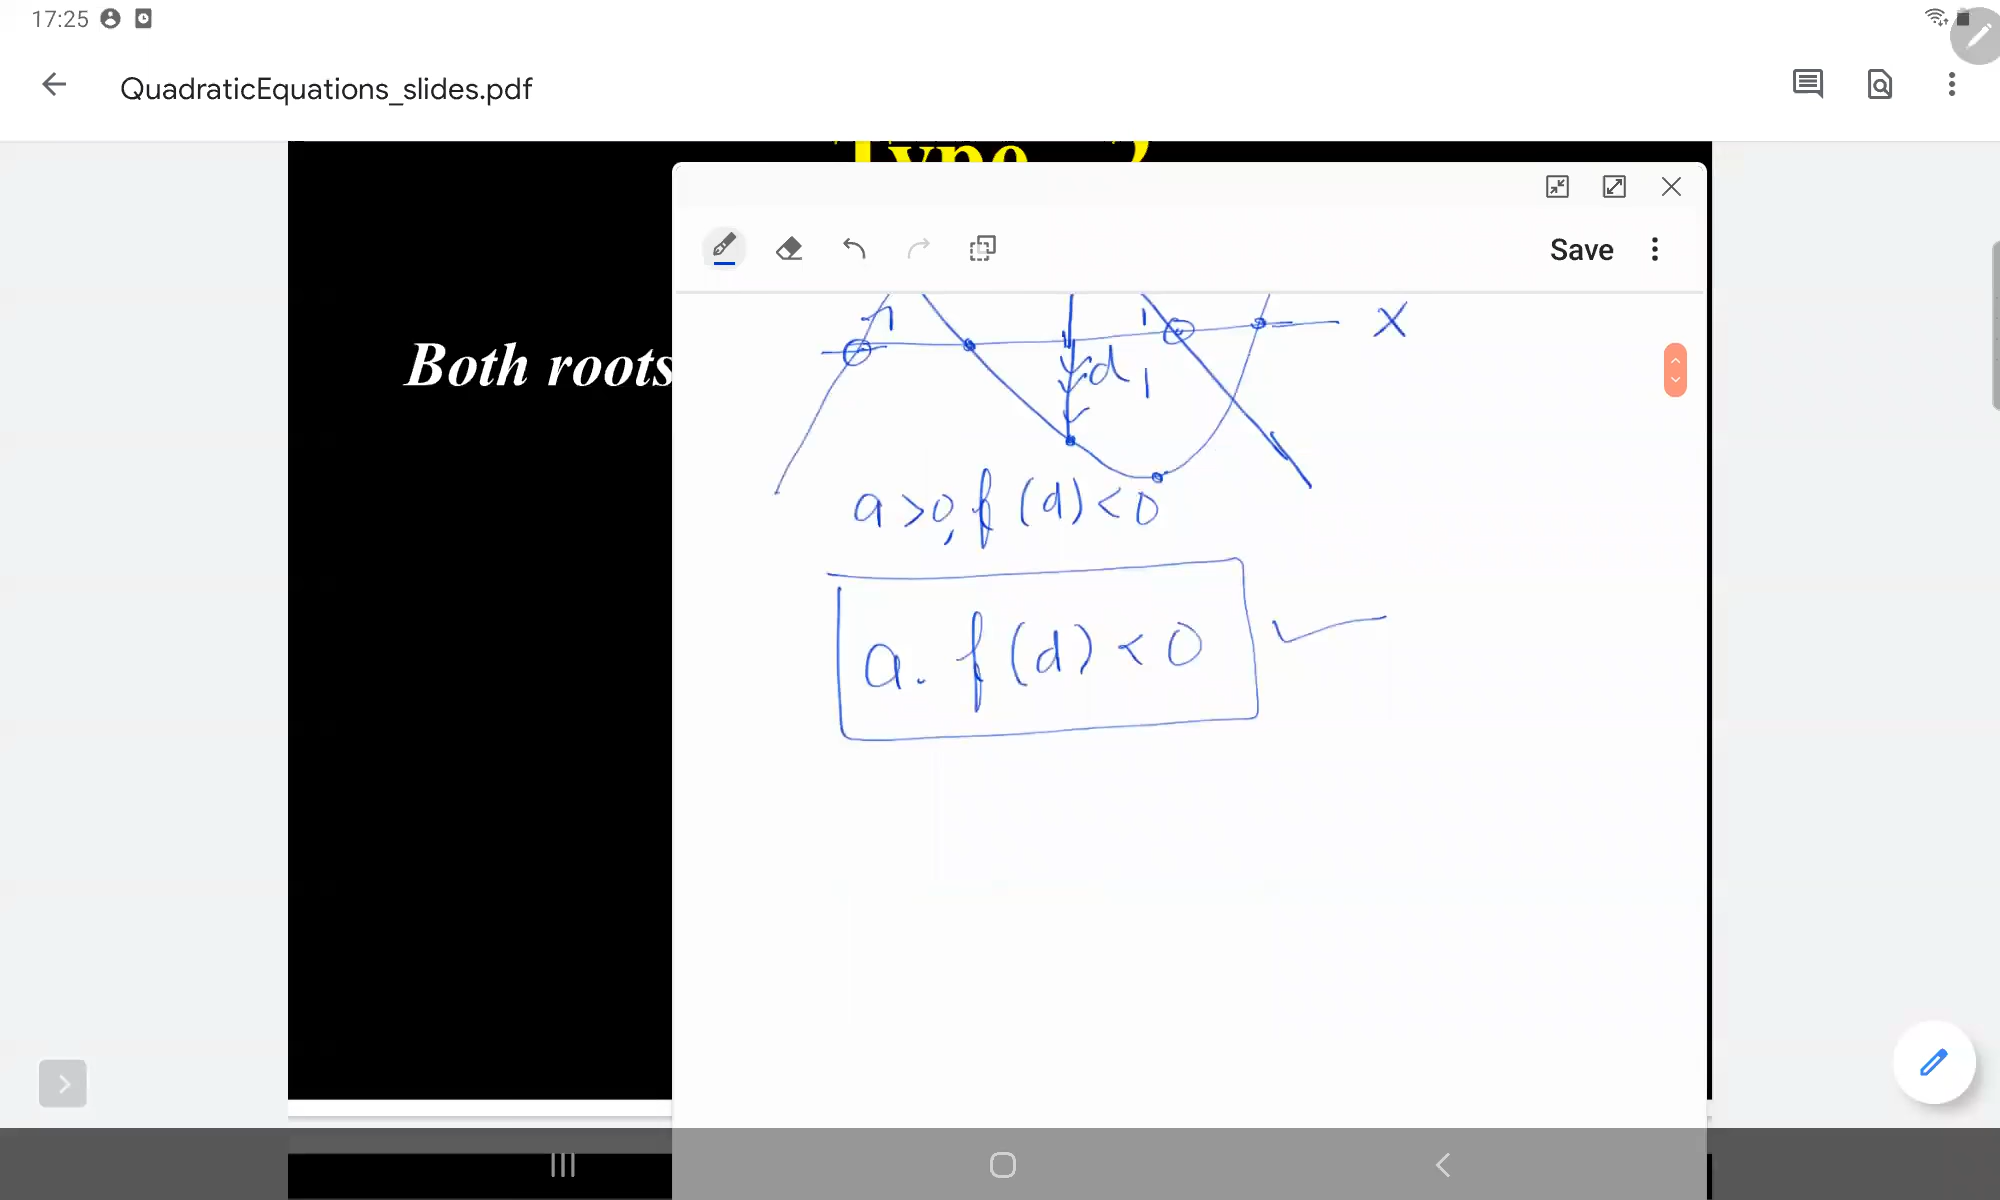 17:25
QuadraticEquations_slides.pdf
Save
Both roots
x
d
a > 0, f (d) < 0
a. f (d) < 0